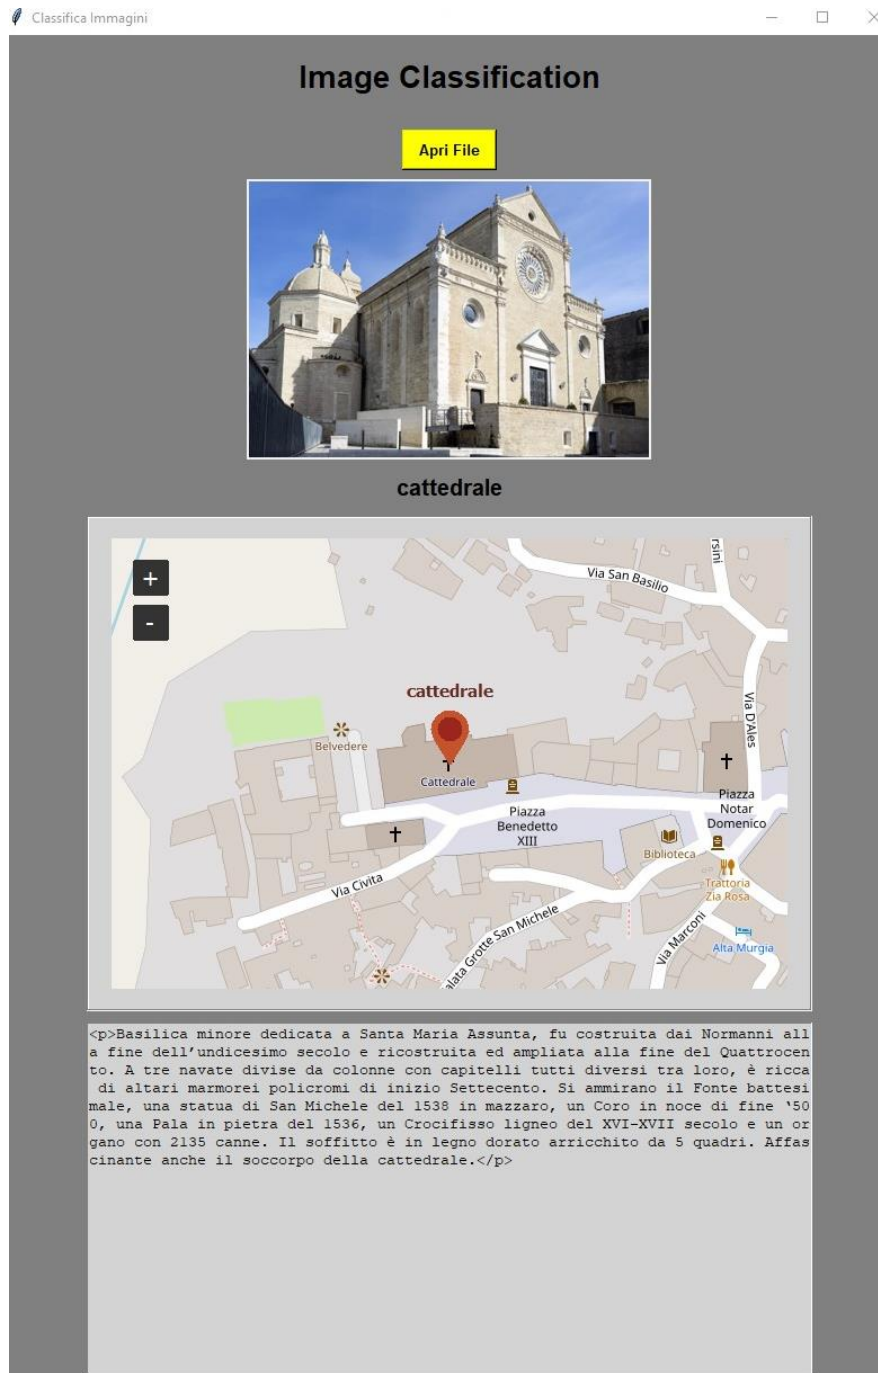 Classifica Immagini
Image Classification
Apri File
cattedrale
+
-
Via San Basilio
rsini
cattedrale
Via D'Ales
Belvedere
Cattedrale
Piazza
Benedetto
XIII
Piazza
Notar
Domenico
Biblioteca
Trattoria
Zia Rosa
Via Civita
alata Grotte San Michele
Via Marconi
Alta Murgia
<p>Basilica minore dedicata a Santa Maria Assunta, fu costruita dai Normanni all
a fine dell’undicesimo secolo e ricostruita ed ampliata alla fine del Quattrocen
to. A tre navate divise da colonne con capitelli tutti diversi tra loro, è ricca
di altari marmorei policromi di inizio Settecento. Si ammirano il Fonte battesi
male, una statua di San Michele del 1538 in mazzaro, un Coro in noce di fine ‘50
0, una Pala in pietra del 1536, un Crocifisso ligneo del XVI-XVII secolo e un or
gano con 2135 canne. Il soffitto è in legno dorato arricchito da 5 quadri. Affas
cinante anche il soccorpo della cattedrale.</p>